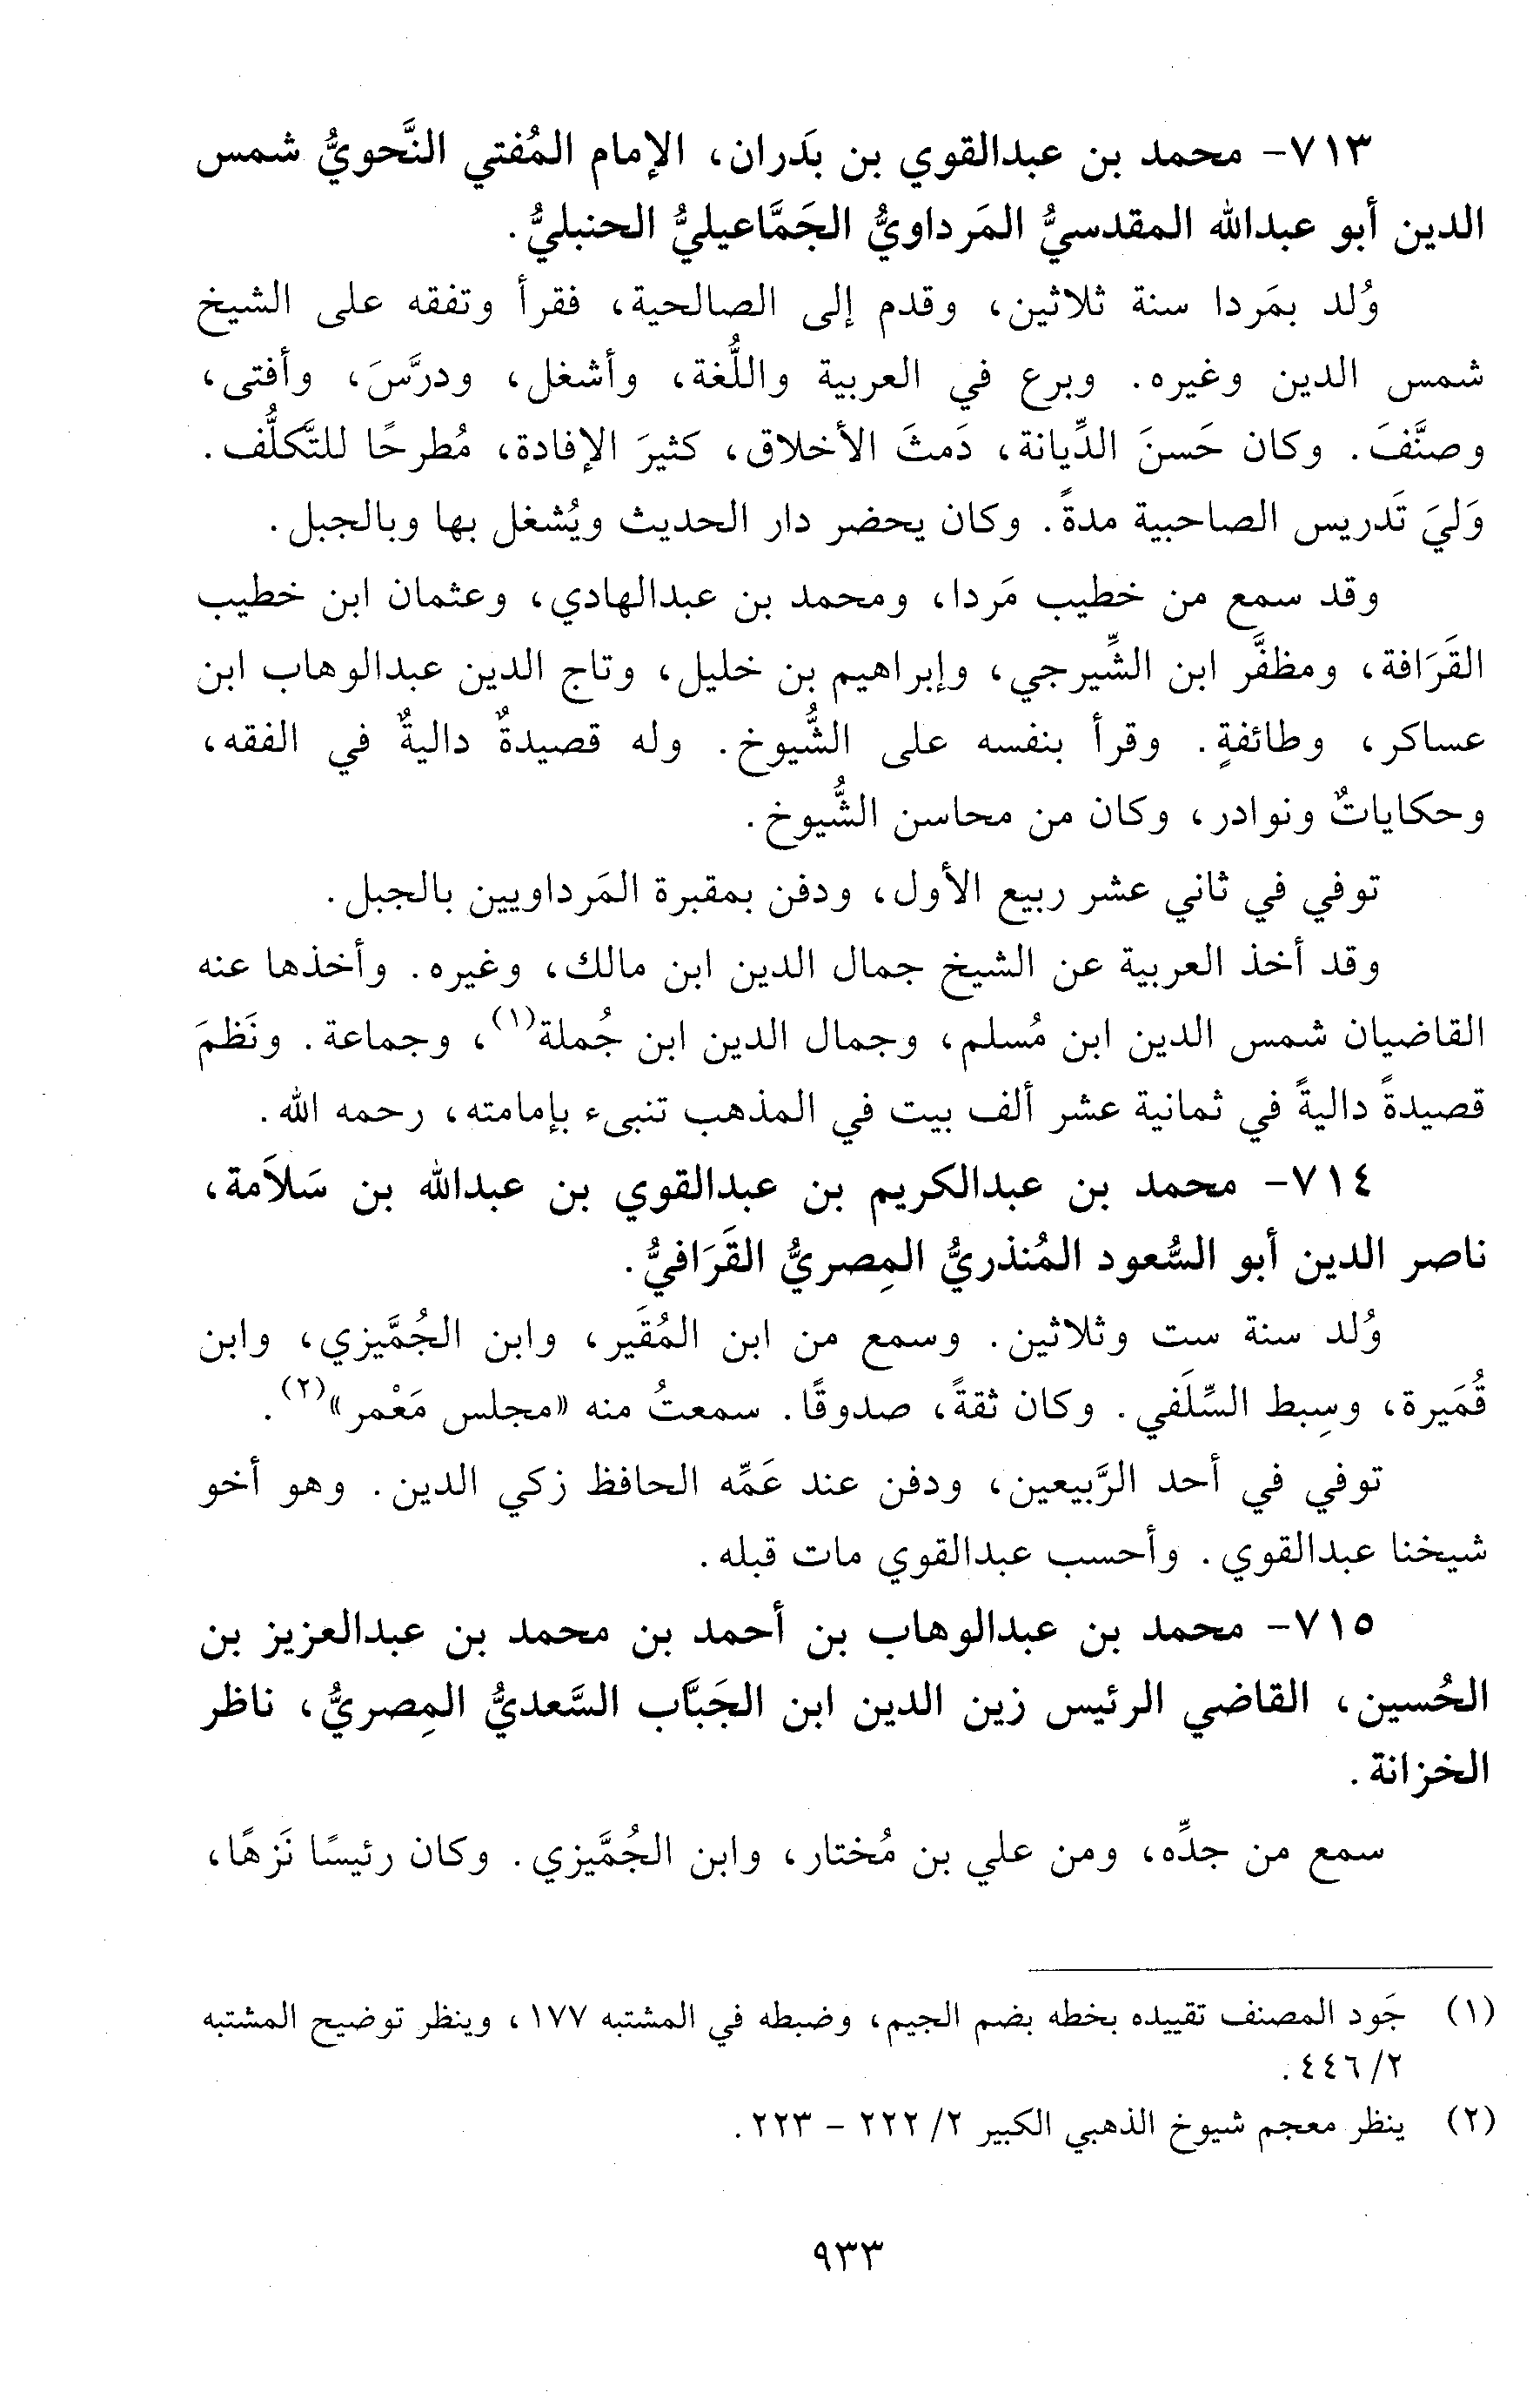 ٧١٣- محمد بن عبدالقوي بن بَدران، الإمام المُفتي النَّحويُّ شمس
الدين أبو عبدالله المقدسيُّ المَرداويُّ الجَمَّاعيليُّ الحنبليُّ.
وُلد بمَردا سنة ثلاثين، وقدم إلى الصالحية، فقرأ وتفقه على الشيخ
شمس الدين وغيره. وبرع في العربية واللُّغة، وأشغل، ودرَّسَ، وأفتى،
وصنَّفَ. وكان حَسنَ الدِّيانة، دَمثَ الأخلاق، كثيرَ الإفادة، مُطرحًا للتَّكلُّف.
وَليَ تَدريس الصاحبية مدةً. وكان يحضر دار الحديث ويُشغل بها وبالجبل.
وقد سمع من خطيب مَردا، ومحمد بن عبدالهادي، وعثمان ابن خطيب
القَرَافة، ومظفَّر ابن الشِّيرجي، وإبراهيم بن خليل، وتاج الدين عبدالوهاب ابن
عساكر، وطائفةٍ. وقرأ بنفسه على الشُّيوخ. وله قصيدةٌ داليةٌ في الفقه،
وحكاياتٌ ونوادر، وكان من محاسن الشُّيوخ.
توفي في ثاني عشر ربيع الأول، ودفن بمقبرة المَرداويين بالجبل.
وقد أخذ العربية عن الشيخ جمال الدين ابن مالك، وغيره. وأخذها عنه
القاضيان شمس الدين ابن مُسلم، وجمال الدين ابن جُملة(١)، وجماعة. ونَظمَ
قصيدةً داليةً في ثمانية عشر ألف بيت في المذهب تنبىء بإمامته، رحمه الله.
٧١٤- محمد بن عبدالكريم بن عبدالقوي بن عبدالله بن سَلاَمة،
ناصر الدين أبو السُّعود المُنذريُّ المِصريُّ القَرَافيُّ.
وُلد سنة ست وثلاثين. وسمع من ابن المُقَير، وابن الجُمَّيزي، وابن
قُمَيرة، وسِبط السِّلَفي. وكان ثقةً، صدوقًا. سمعتُ منه «مجلس مَعْمر»(٢).
توفي في أحد الرَّبيعين، ودفن عند عَمِّه الحافظ زكي الدين. وهو أخو
شيخنا عبدالقوي. وأحسب عبدالقوي مات قبله.
٧١٥- محمد بن عبدالوهاب بن أحمد بن محمد بن عبدالعزيز بن
الحُسين، القاضي الرئيس زين الدين ابن الجَبَّاب السَّعديُّ المِصريُّ، ناظر
الخزانة.
سمع من جدِّه، ومن علي بن مُختار، وابن الجُمَّيزي. وكان رئيسًا نَزهًا،
(١) جَود المصنف تقييده بخطه بضم الجيم، وضبطه في المشتبه ١٧٧، وينظر توضيح المشتبه
٢/ ٤٤٦.
(٢) ينظر معجم شيوخ الذهبي الكبير ٢/ ٢٢٢ - ٢٢٣.
٩٣٣